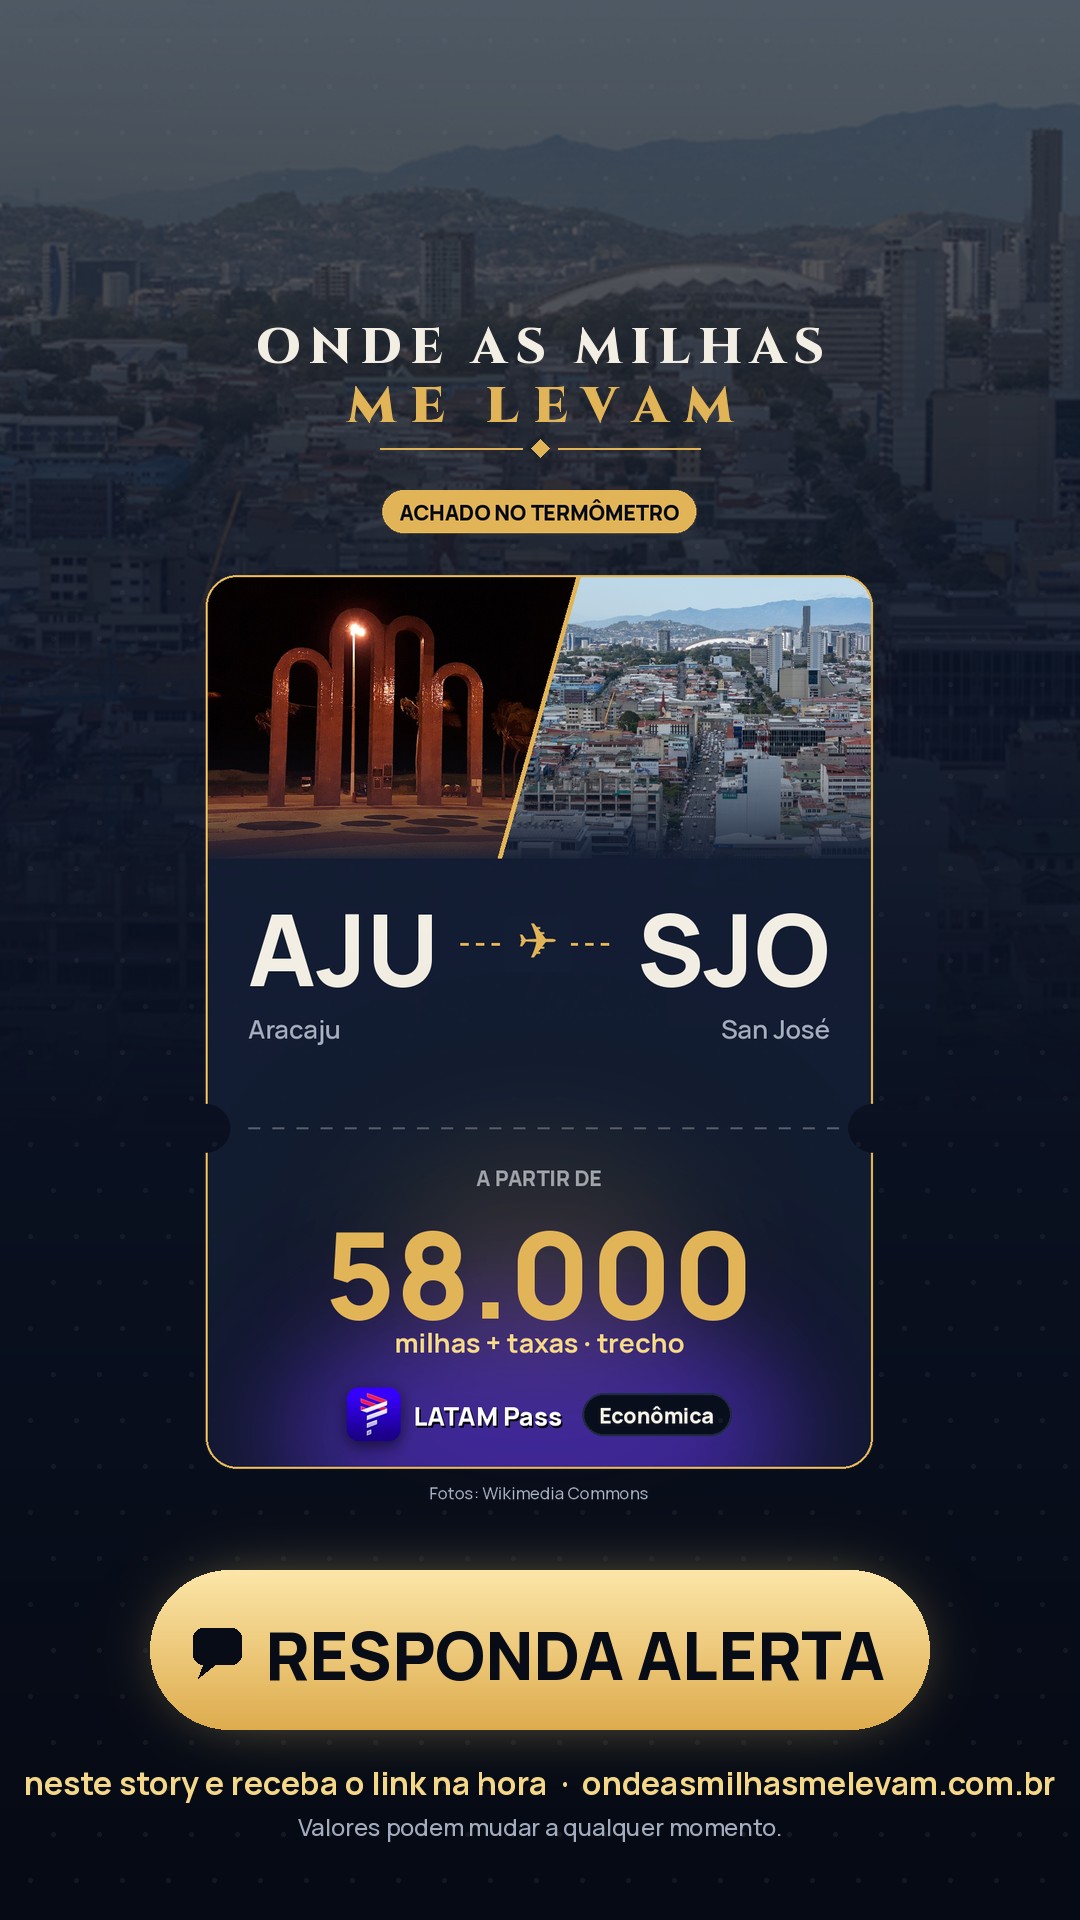 ONDE AS MILHAS
ME LEVAM
ACHADO NO TERMÔMETRO
AJU
SJO
Aracaju
San José
A PARTIR DE
58.000
milhas + taxas · trecho
LATAM Pass
Econômica
Fotos: Wikimedia Commons
RESPONDA ALERTA
neste story e receba o link na hora · ondeasmilhasmelevam.com.br
Valores podem mudar a qualquer momento.